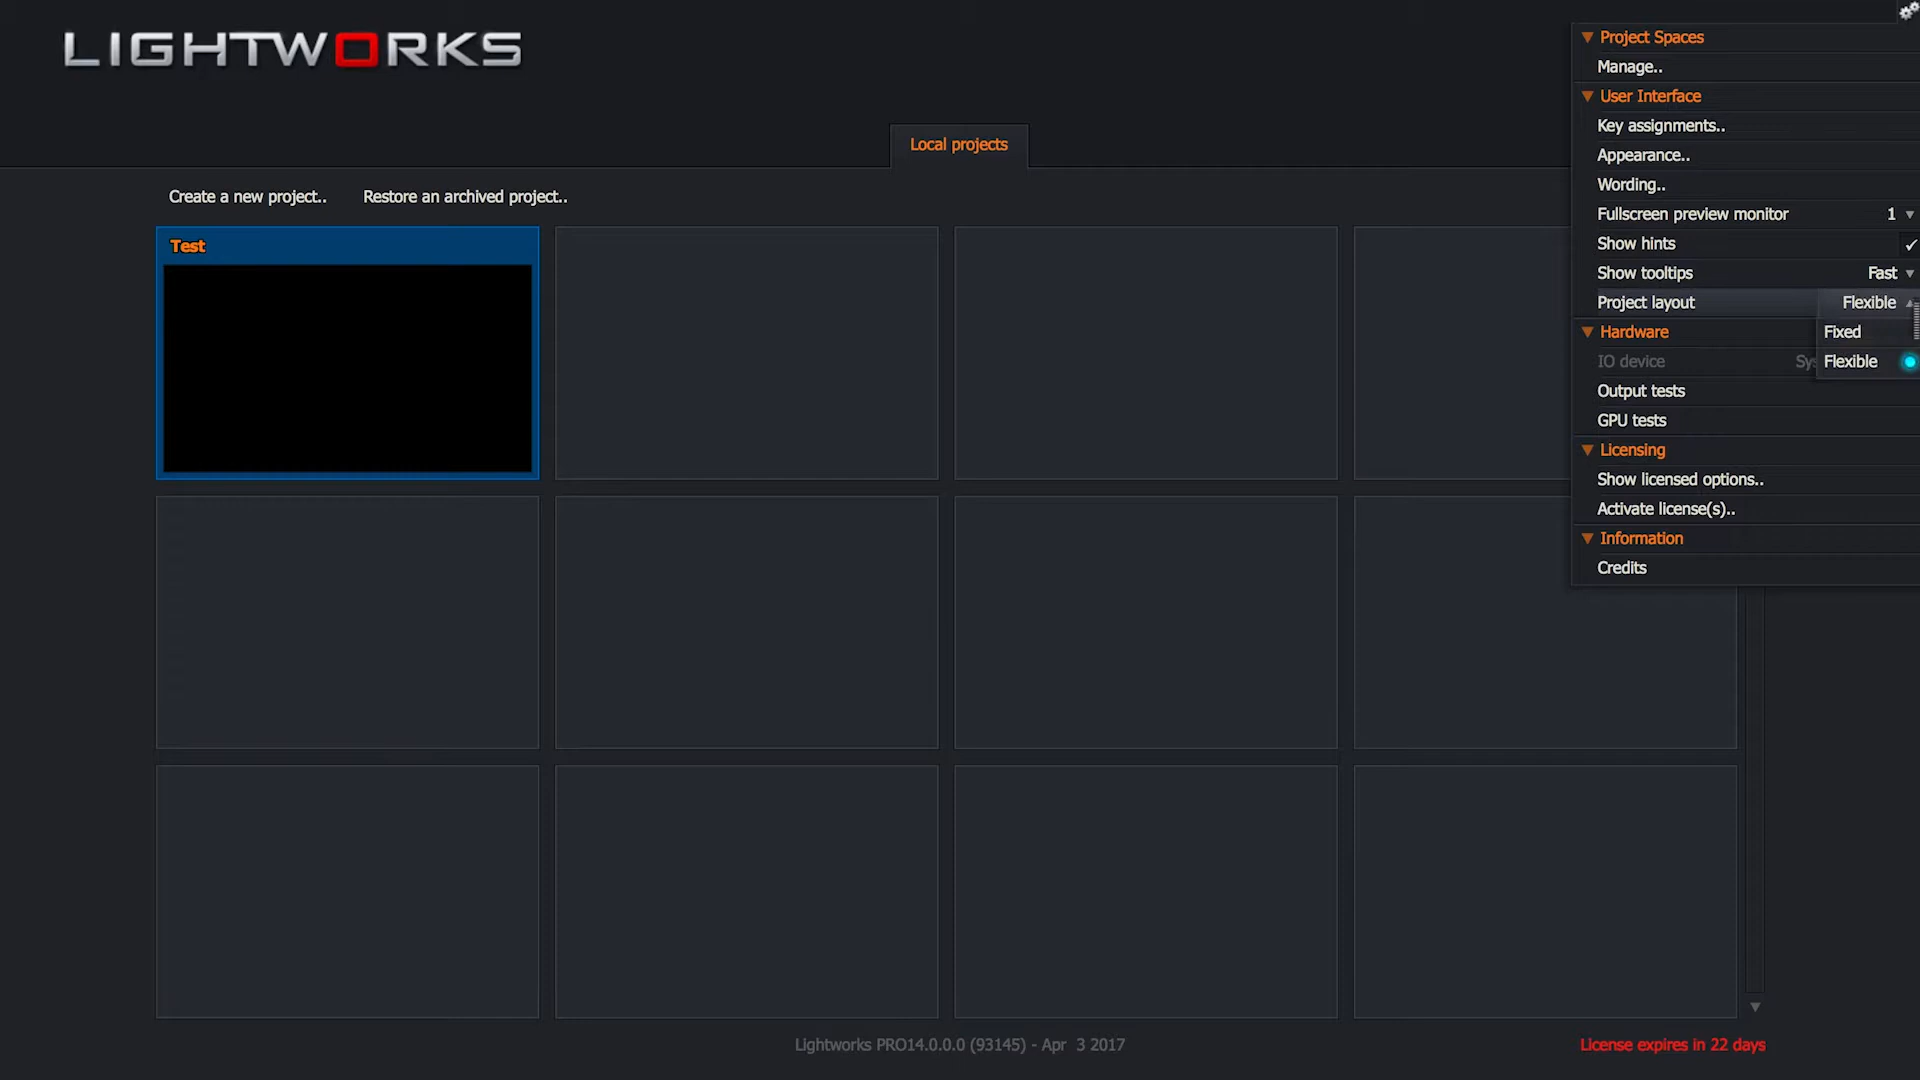 LIGHTWORKS
Project Spaces
Manage..
User Interface
Key assignments..
Local projects
Appearance..
Wording..
Create a new project.. Restore an archived project..
Fullscreen preview monitor 1
Test
Show hints
Show tooltips Fast
Project layout Flexible
Hardware Fixed
IO device Sys Flexible
Output tests
GPU tests
Licensing
Show licensed options..
Activate license(s)..
Information
Credits
Lightworks PRO14.0.0.0 (93145) - Apr 3 2017
License expires in 22 days